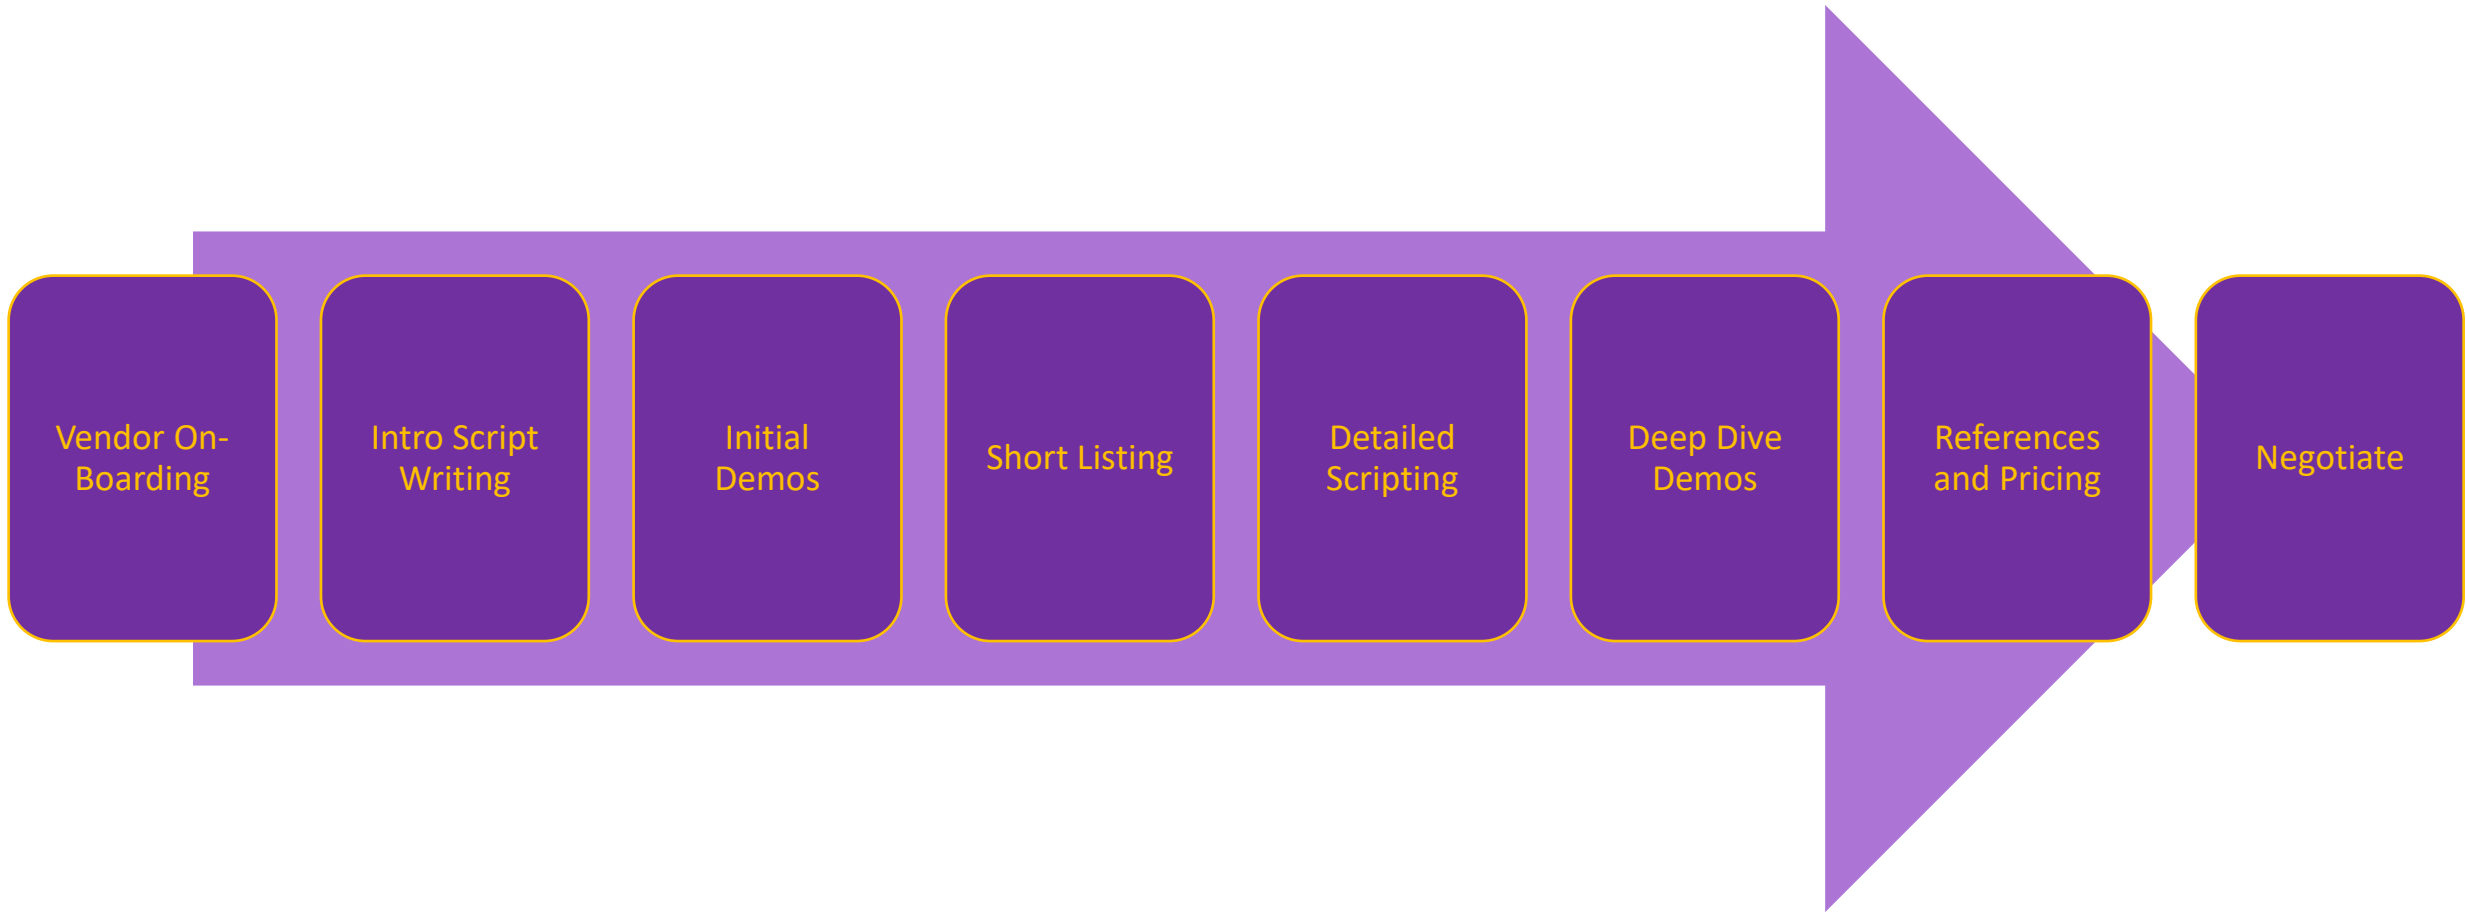 Vendor On-
Boarding
Intro Script
Writing
Initial
Demos
Short Listing
Detailed
Scripting
Deep Dive
Demos
References
and Pricing
Negotiate